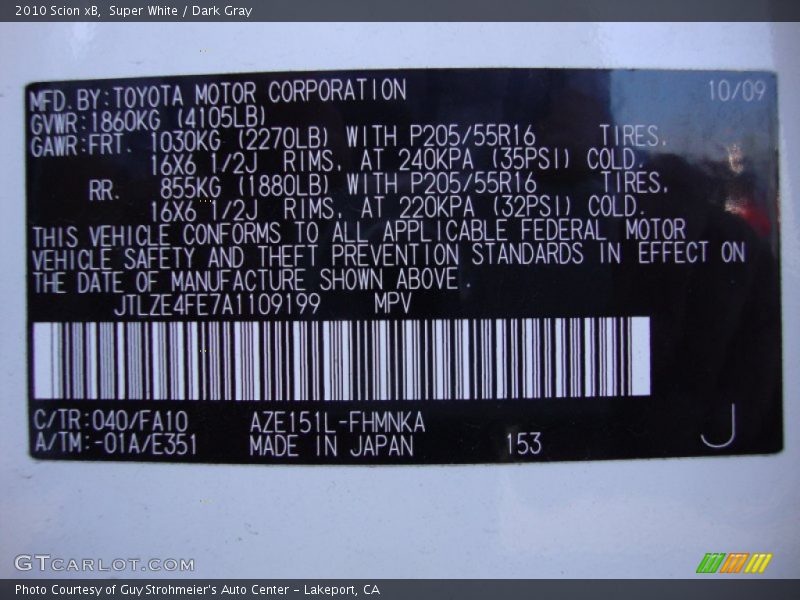 2010 Scion xB, Super White / Dark Gray
MFD. BY: TOYOTA MOTOR CORPORATION 10/09
GVWR: 1860KG (4105LB)
GAWR: FRT. 1030KG (2270LB) WITH P205/55R16 TIRES,
16X6 1/2J RIMS, AT 240KPA (35PSI) COLD.
RR. 855KG (1880LB) WITH P205/55R16 TIRES,
16X6 1/2J RIMS, AT 220KPA (32PSI) COLD.
THIS VEHICLE CONFORMS TO ALL APPLICABLE FEDERAL MOTOR
VEHICLE SAFETY AND THEFT PREVENTION STANDARDS IN EFFECT ON
THE DATE OF MANUFACTURE SHOWN ABOVE.
JTLZE4FE7A1109199 MPV
C/TR: 040/FA10 AZE151L-FHMNKA
A/TM: -01A/E351 MADE IN JAPAN 153 J
GTCARLOT.COM
Photo Courtesy of Guy Strohmeier's Auto Center - Lakeport, CA